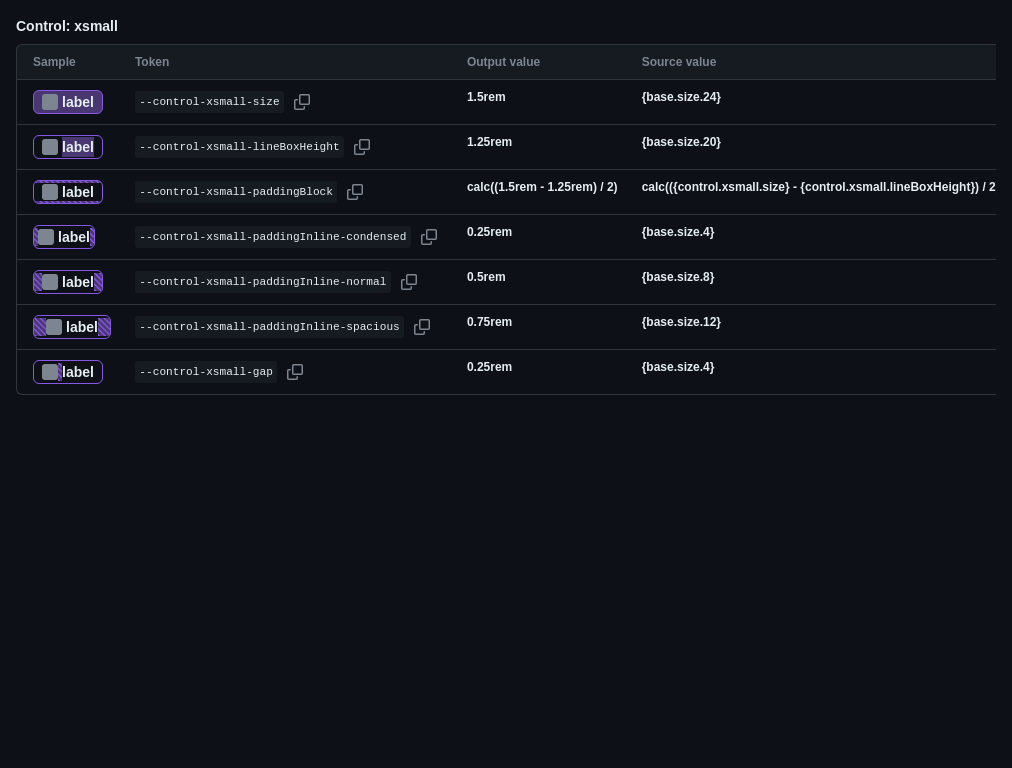 Control: xsmall
Sample Token Output value Source value
label --control-xsmall-size 1.5rem {base.size.24}
label --control-xsmall-lineBoxHeight 1.25rem {base.size.20}
label --control-xsmall-paddingBlock calc((1.5rem - 1.25rem) / 2) calc(({control.xsmall.size} - {control.xsmall.lineBoxHeight}) / 2
label --control-xsmall-paddingInline-condensed 0.25rem {base.size.4}
label --control-xsmall-paddingInline-normal 0.5rem {base.size.8}
label --control-xsmall-paddingInline-spacious 0.75rem {base.size.12}
label --control-xsmall-gap 0.25rem {base.size.4}